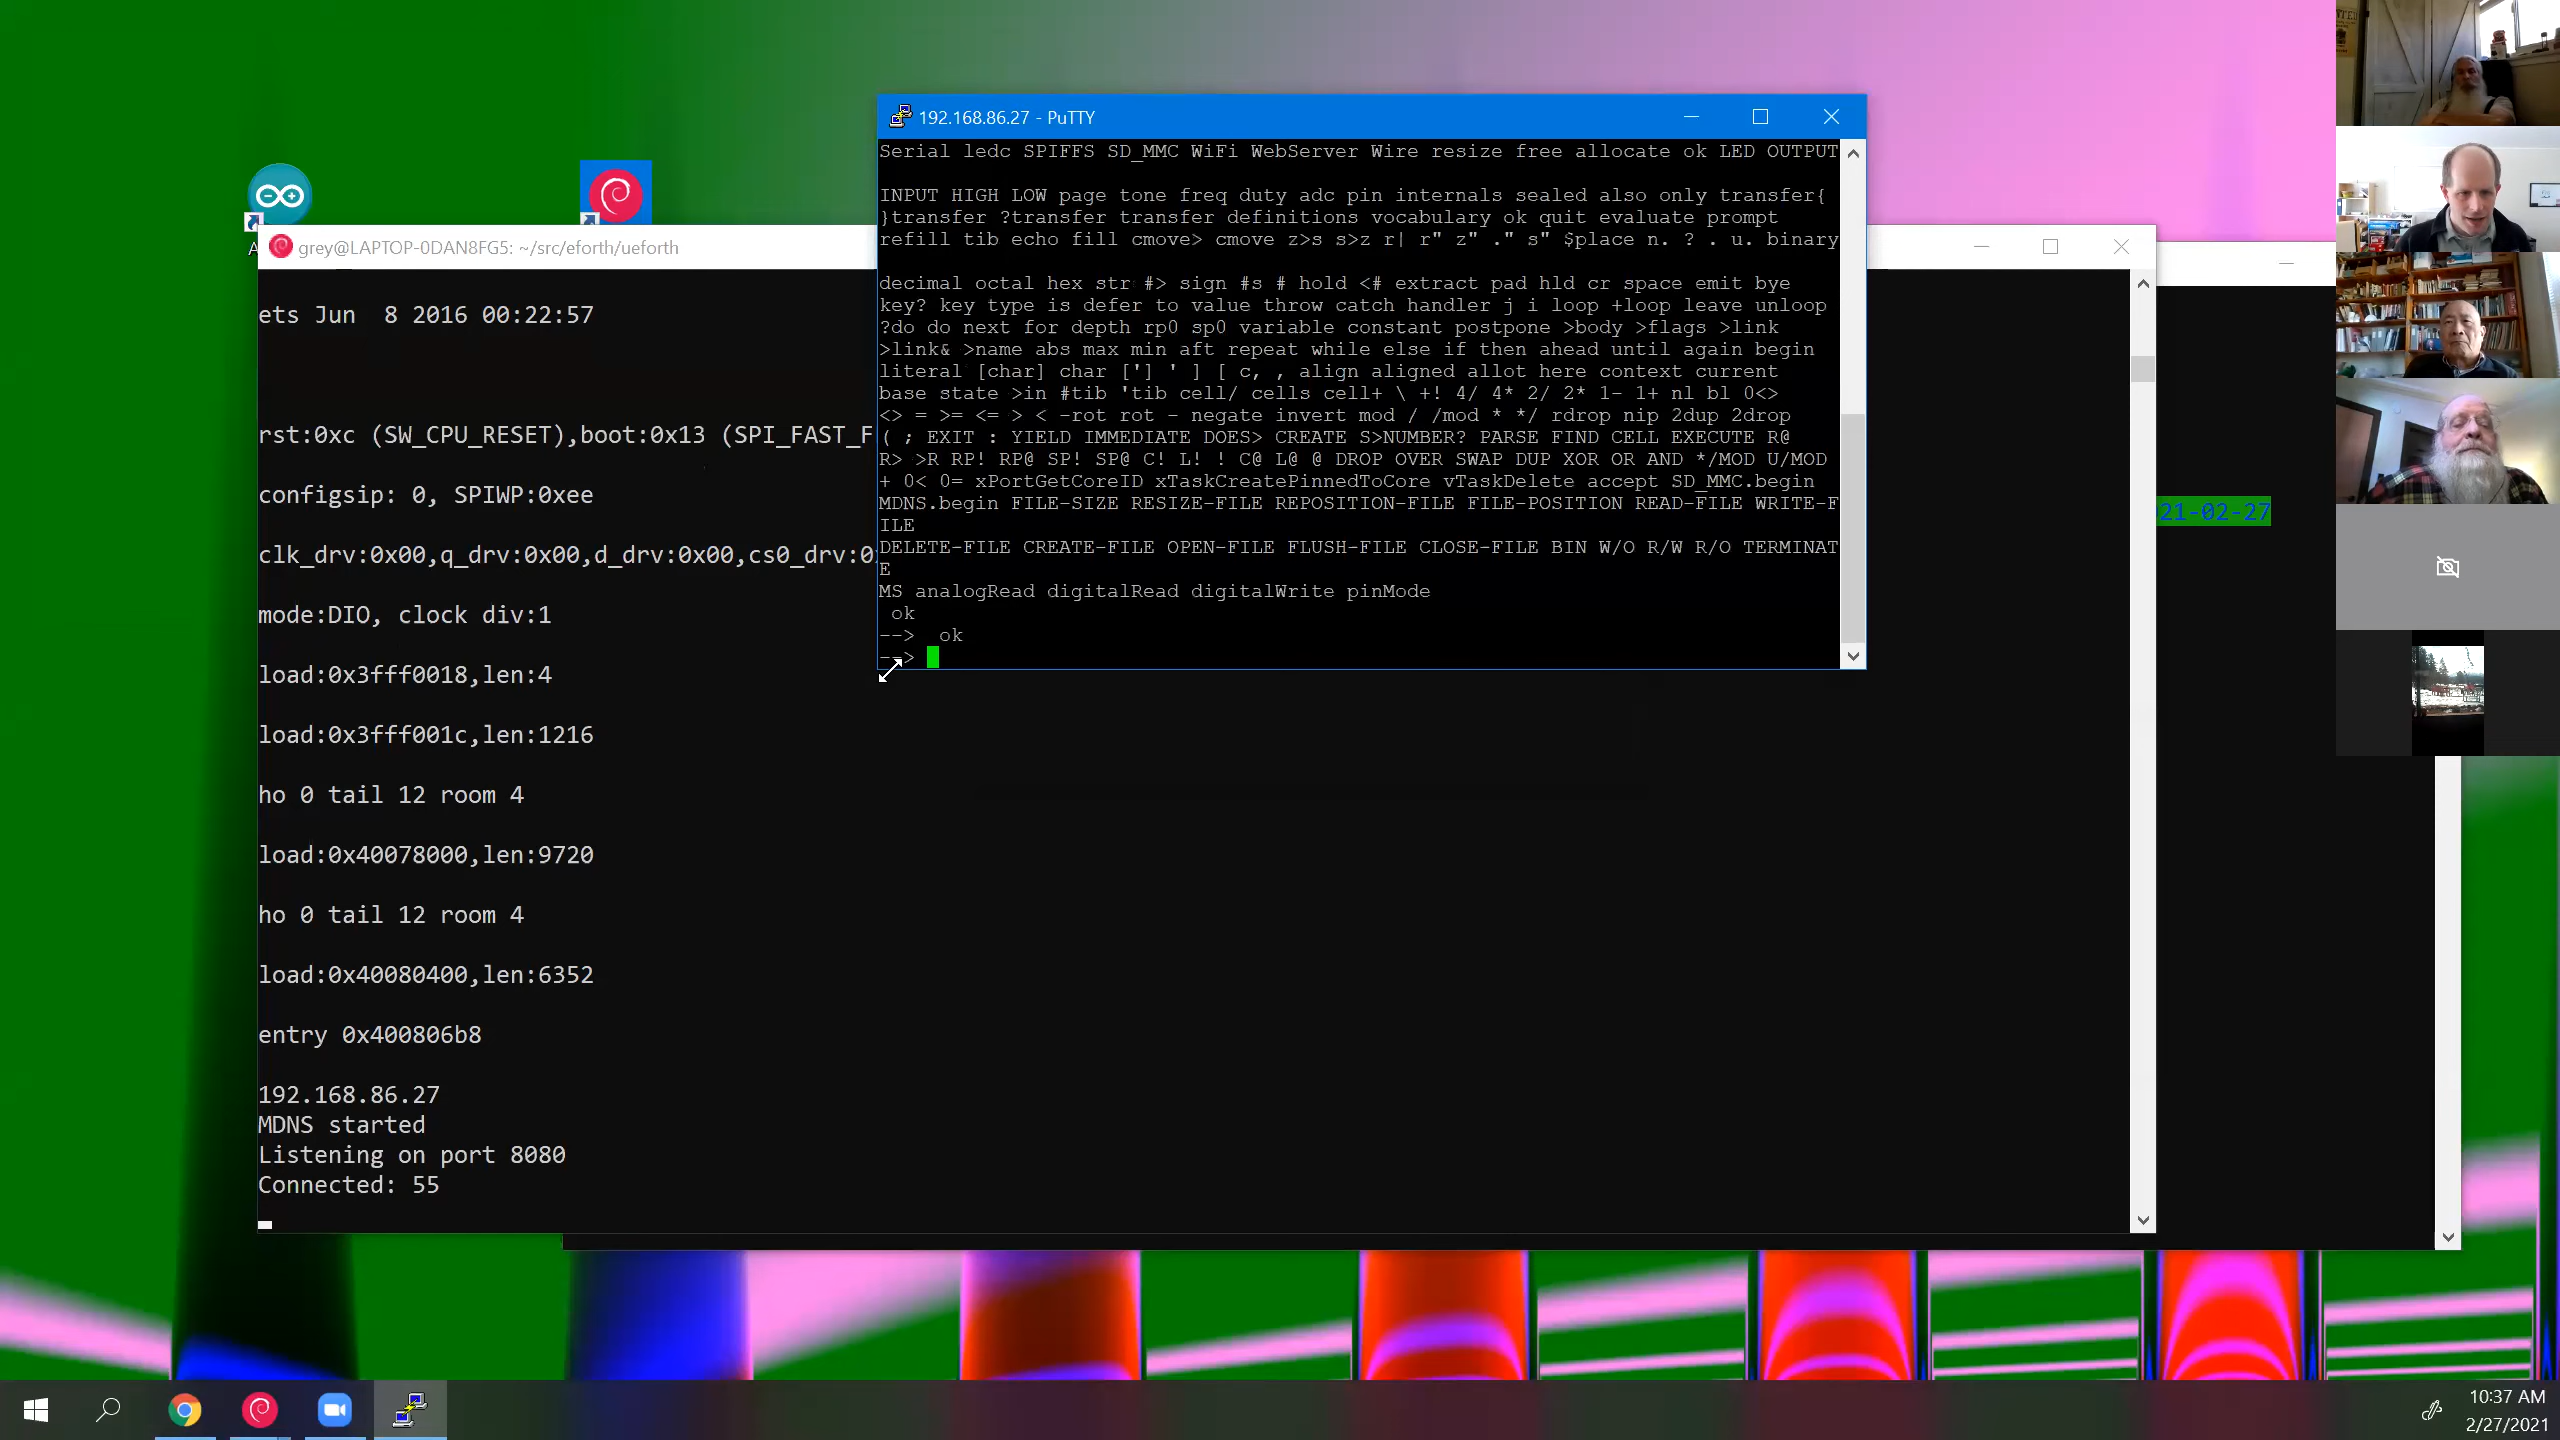 192.168.86.27 - PuTTY
Serial ledc SPIFFS SD_MMC WiFi WebServer Wire resize free allocate ok LED OUTPUT
INPUT HIGH LOW page tone freq duty adc pin internals sealed also only transfer{
}transfer ?transfer transfer definitions vocabulary ok quit evaluate prompt
refill tib echo fill cmove> cmove z>s s>z r| r" z" ." s" $place n. ? . u. binary
decimal octal hex str #> sign #s # hold <# extract pad hld cr space emit bye
key? key type is defer to value throw catch handler j i loop +loop leave unloop
?do do next for depth rp0 sp0 variable constant postpone >body >flags >link
>link& >name abs max min aft repeat while else if then ahead until again begin
literal [char] char ['] ' ] [ c, , align aligned allot here context current
base state >in #tib 'tib cell/ cells cell+ \ +! 4/ 4* 2/ 2* 1- 1+ nl bl 0<>
<> = >= <= > < -rot rot - negate invert mod / /mod * */ rdrop nip 2dup 2drop
( ; EXIT : YIELD IMMEDIATE DOES> CREATE S>NUMBER? PARSE FIND CELL EXECUTE R@
R> >R RP! RP@ SP! SP@ C! L! ! C@ L@ @ DROP OVER SWAP DUP XOR OR AND */MOD U/MOD
+ 0< 0= xPortGetCoreID xTaskCreatePinnedToCore vTaskDelete accept SD_MMC.begin
MDNS.begin FILE-SIZE RESIZE-FILE REPOSITION-FILE FILE-POSITION READ-FILE WRITE-F
ILE
DELETE-FILE CREATE-FILE OPEN-FILE FLUSH-FILE CLOSE-FILE BIN W/O R/W R/O TERMINAT
E
MS analogRead digitalRead digitalWrite pinMode
ok
--> ok
-->
grey@LAPTOP-0DAN8FG5: ~/src/eforth/ueforth
ets Jun 8 2016 00:22:57
rst:0xc (SW_CPU_RESET),boot:0x13 (SPI_FAST_F
configsip: 0, SPIWP:0xee
clk_drv:0x00,q_drv:0x00,d_drv:0x00,cs0_drv:0
mode:DIO, clock div:1
load:0x3fff0018,len:4
load:0x3fff001c,len:1216
ho 0 tail 12 room 4
load:0x40078000,len:9720
ho 0 tail 12 room 4
load:0x40080400,len:6352
entry 0x400806b8
192.168.86.27
MDNS started
Listening on port 8080
Connected: 55
21-02-27
10:37 AM
2/27/2021